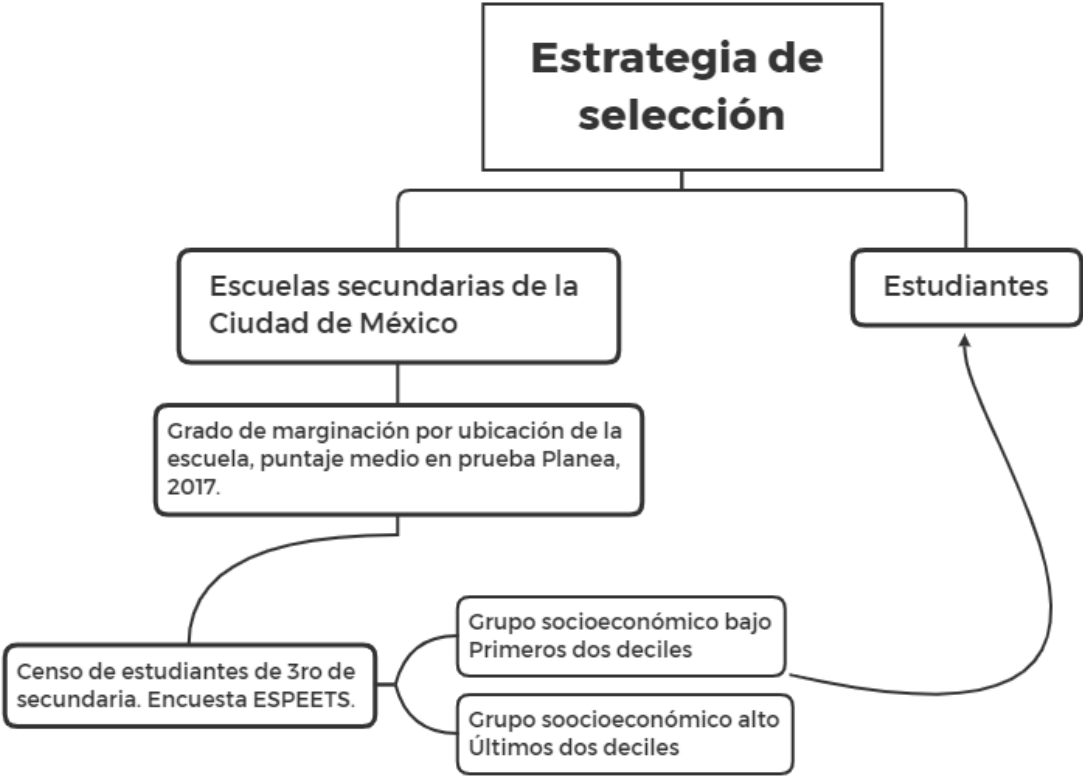 Estrategia de
selección
Escuelas secundarias de la
Ciudad de México
Estudiantes
Grado de marginación por ubicación de la
escuela, puntaje medio en prueba Planea,
2017.
Censo de estudiantes de 3ro de
secundaria. Encuesta ESPEETS.
Grupo socioeconómico bajo
Primeros dos deciles
Grupo soocioeconómico alto
Últimos dos deciles